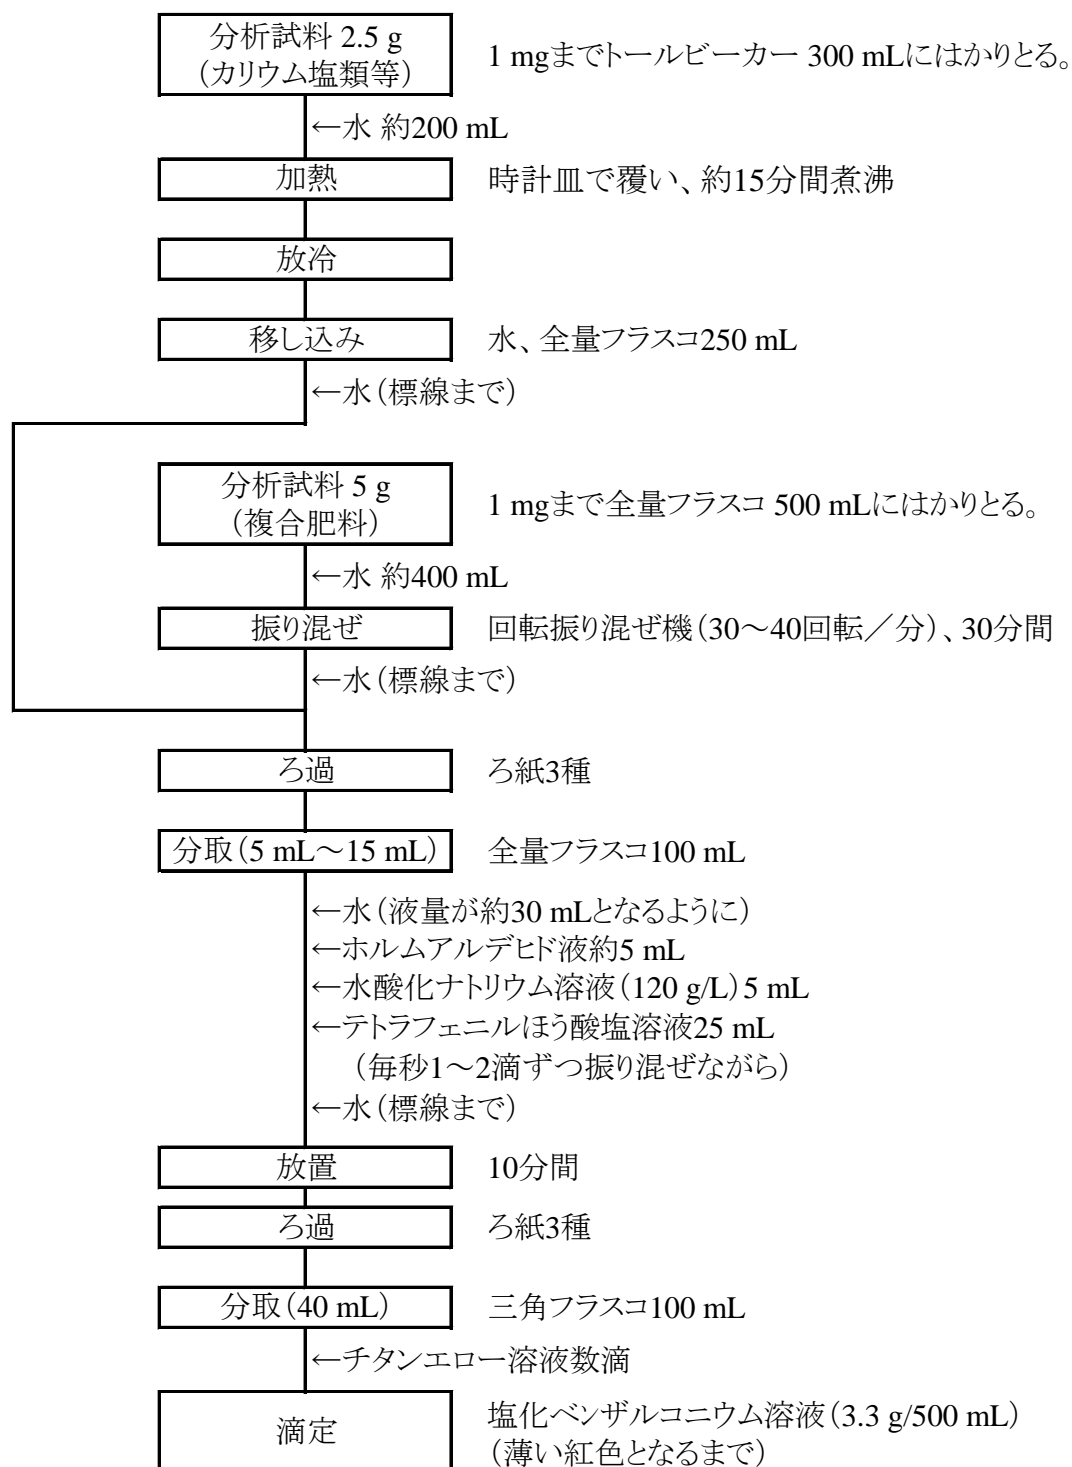 分析試料 2.5 g
（カリウム塩類等）
1 mgまでトールビーカー 300 mLにはかりとる。
←水 約200 mL
加熱
時計皿で覆い、約15分間煮沸
放冷
移し込み
水、全量フラスコ250 mL
←水（標線まで）
分析試料 5 g
（複合肥料）
1 mgまで全量フラスコ 500 mLにはかりとる。
←水 約400 mL
振り混ぜ
回転振り混ぜ機（30～40回転／分）、30分間
←水（標線まで）
ろ過
ろ紙3種
分取（5 mL～15 mL）
全量フラスコ100 mL
←水（液量が約30 mLとなるように）
←ホルムアルデヒド液約5 mL
←水酸化ナトリウム溶液（120 g/L）5 mL
←テトラフェニルほう酸塩溶液25 mL
（毎秒1～2滴ずつ振り混ぜながら）
←水（標線まで）
放置
10分間
ろ過
ろ紙3種
分取（40 mL）
三角フラスコ100 mL
←チタンエロー溶液数滴
滴定
塩化ベンザルコニウム溶液（3.3 g/500 mL）
（薄い紅色となるまで）